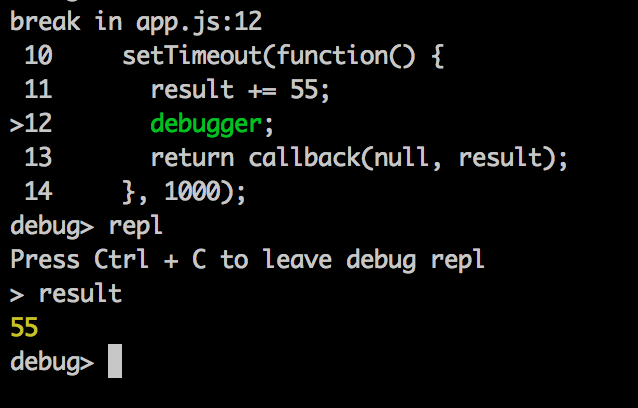 break in app.js:12
 10     setTimeout(function() {
 11       result += 55;
>12       debugger;
 13       return callback(null, result);
 14     }, 1000);
debug> repl
Press Ctrl + C to leave debug repl
> result
55
debug>